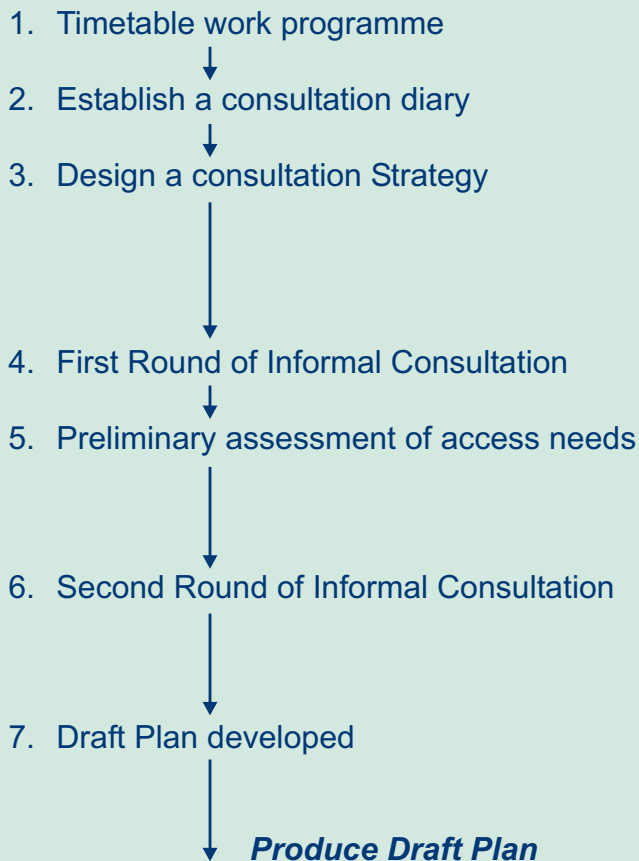 1. Timetable work programme
2. Establish a consultation diary
3. Design a consultation Strategy
4. First Round of Informal Consultation
5. Preliminary assessment of access needs
6. Second Round of Informal Consultation
7. Draft Plan developed
Produce Draft Plan